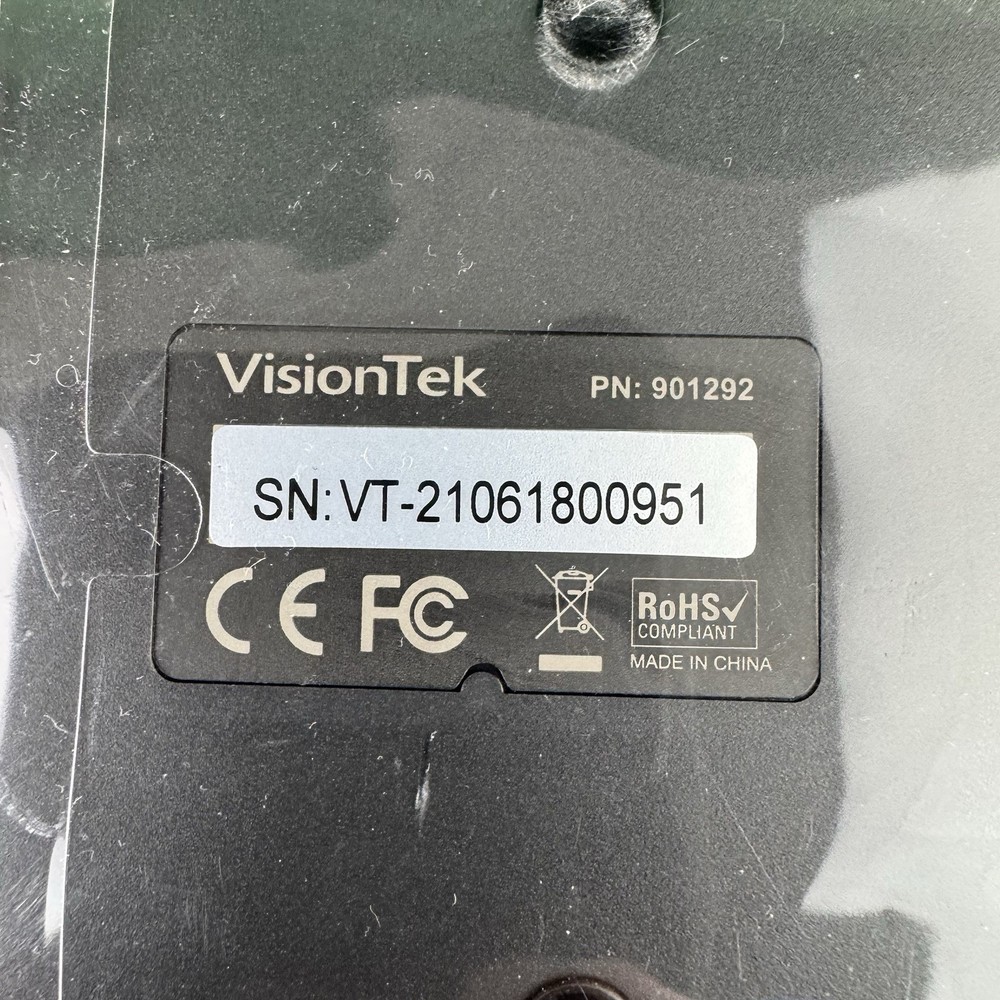 VisionTek
PN: 901292
SN: VT-21061800951
CE FC
RoHS
COMPLIANT
MADE IN CHINA